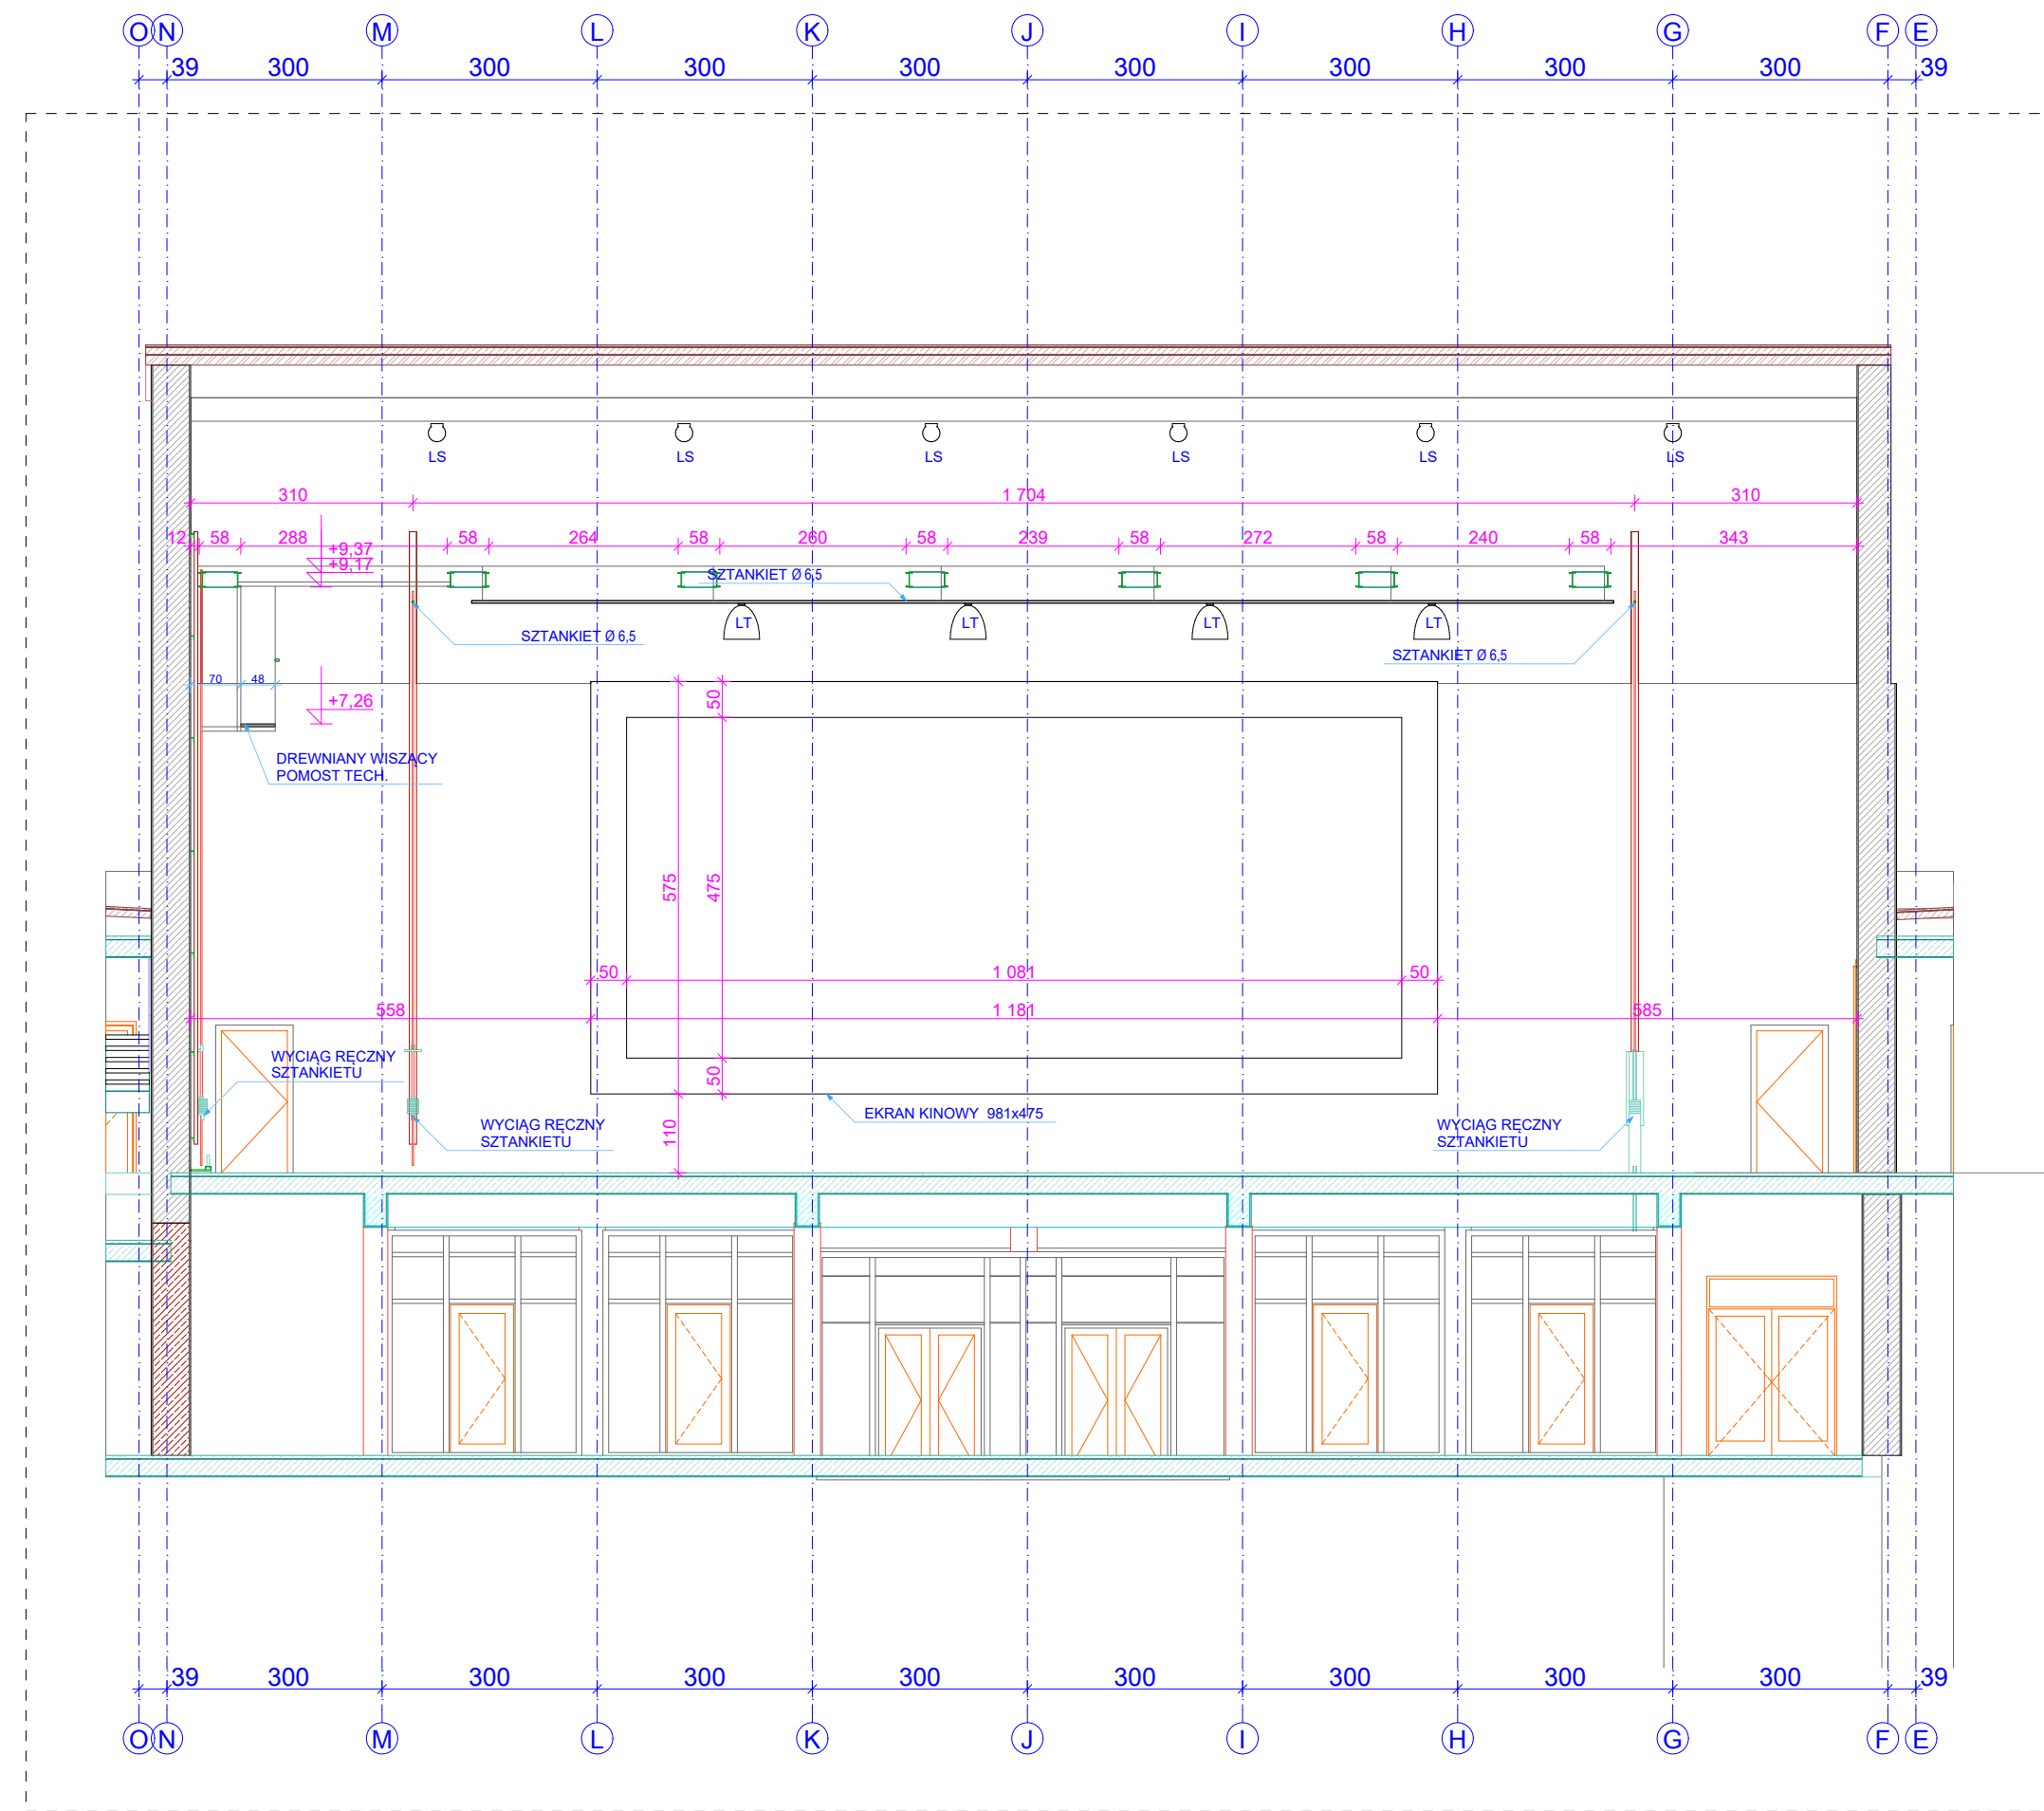 O N M L K J I H G F E
39 300 300 300 300 300 300 300 300 39
LS LS LS LS LS LS
310 1 704 310
12 58 288 58 264 58 260 58 239 58 272 58 240 58 343
+9,37
+9,17
SZTANKIET Ø 6,5
LT LT LT LT
SZTANKIET Ø 6,5
SZTANKIET Ø 6,5
70 48
+7,26
50
DREWNIANY WISZĄCY
POMOST TECH.
575 475
50 1 081 50
558 1 181 585
WYCIĄG RĘCZNY
SZTANKIETU
50
EKRAN KINOWY 981x475
WYCIĄG RĘCZNY
SZTANKIETU
110
WYCIĄG RĘCZNY
SZTANKIETU
39 300 300 300 300 300 300 300 300 39
O N M L K J I H G F E